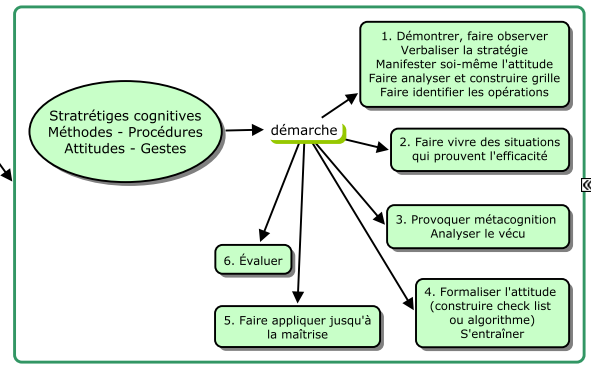 Stratrétiges cognitives
Méthodes - Procédures
Attitudes - Gestes
démarche
1. Démontrer, faire observer
Verbaliser la stratégie
Manifester soi-même l'attitude
Faire analyser et construire grille
Faire identifier les opérations
2. Faire vivre des situations
qui prouvent l'efficacité
3. Provoquer métacognition
Analyser le vécu
4. Formaliser l'attitude
(construire check list
ou algorithme)
S'entraîner
5. Faire appliquer jusqu'à
la maîtrise
6. Évaluer